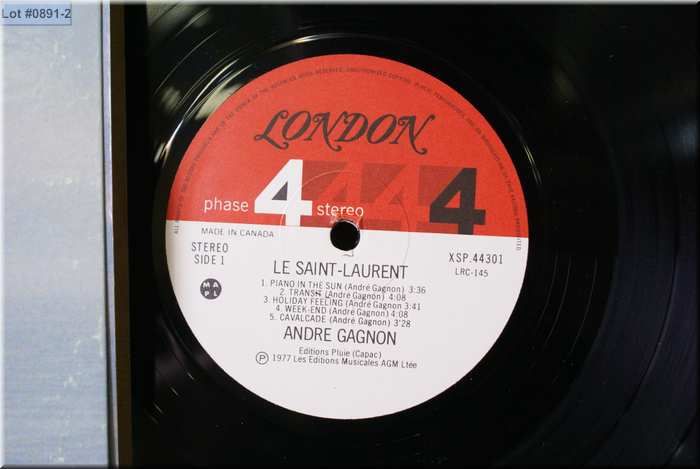 Lot #0891-2
LONDON
phase 4 stereo 4
MADE IN CANADA
STEREO
SIDE 1
XSP.44301
LRC-145
MAPL
LE SAINT-LAURENT
1. PIANO IN THE SUN (André Gagnon) 3:36
2. TRANSIT (André Gagnon) 4:08
3. HOLIDAY FEELING (André Gagnon 3:41
4. WEEK-END (André Gagnon) 4:08
5. CAVALCADE (André Gagnon) 3'28
ANDRE GAGNON
Editions Pluie (Capac)
Ⓟ 1977 Les Editions Musicales AGM Ltée